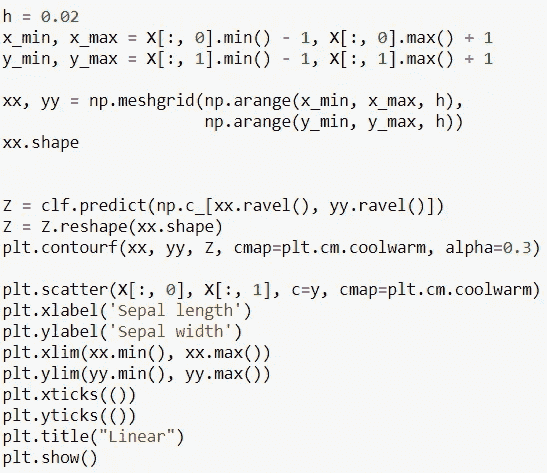 h = 0.02
x_min, x_max = X[:, 0].min() - 1, X[:, 0].max() + 1
y_min, y_max = X[:, 1].min() - 1, X[:, 1].max() + 1
xx, yy = np.meshgrid(np.arange(x_min, x_max, h),
                     np.arange(y_min, y_max, h))
xx.shape
Z = clf.predict(np.c_[xx.ravel(), yy.ravel()])
Z = Z.reshape(xx.shape)
plt.contourf(xx, yy, Z, cmap=plt.cm.coolwarm, alpha=0.3)
plt.scatter(X[:, 0], X[:, 1], c=y, cmap=plt.cm.coolwarm)
plt.xlabel('Sepal length')
plt.ylabel('Sepal width')
plt.xlim(xx.min(), xx.max())
plt.ylim(yy.min(), yy.max())
plt.xticks(())
plt.yticks(())
plt.title("Linear")
plt.show()